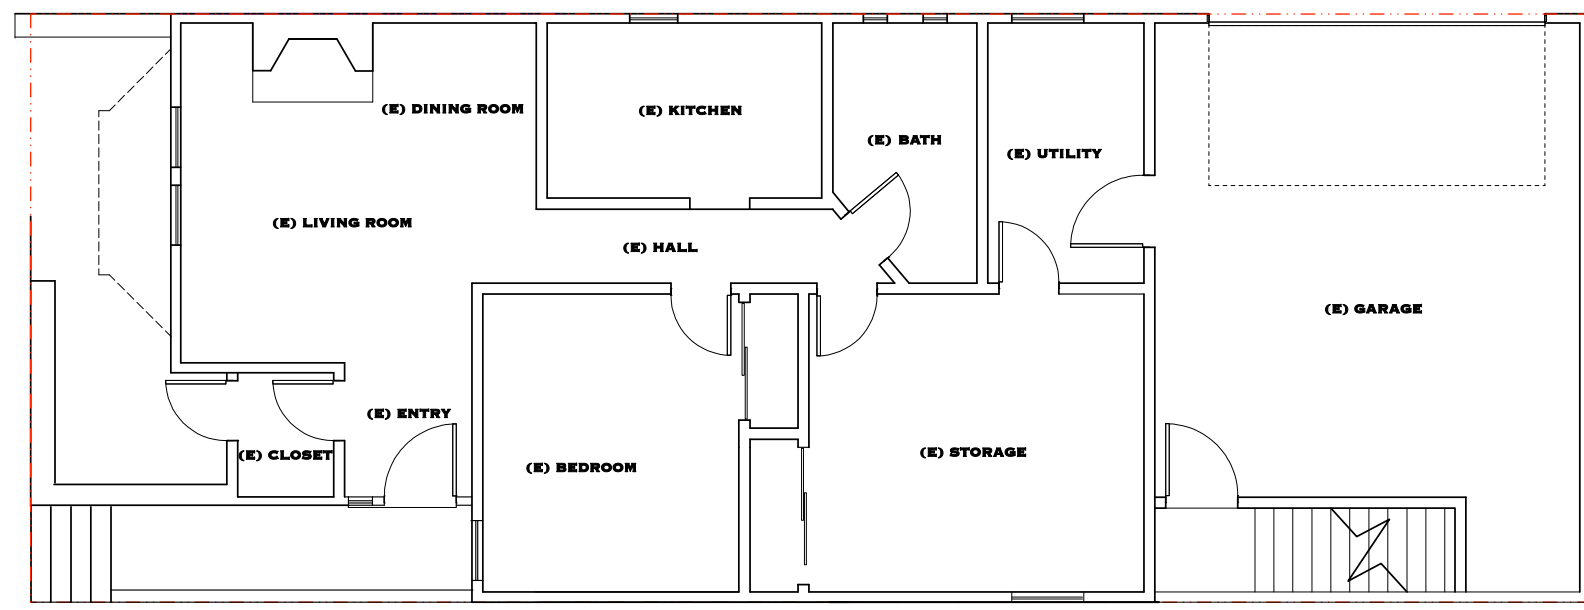 (E) DINING ROOM
(E) KITCHEN
(E) BATH
(E) UTILITY
(E) LIVING ROOM
(E) HALL
(E) GARAGE
(E) ENTRY
(E) CLOSET
(E) BEDROOM
(E) STORAGE